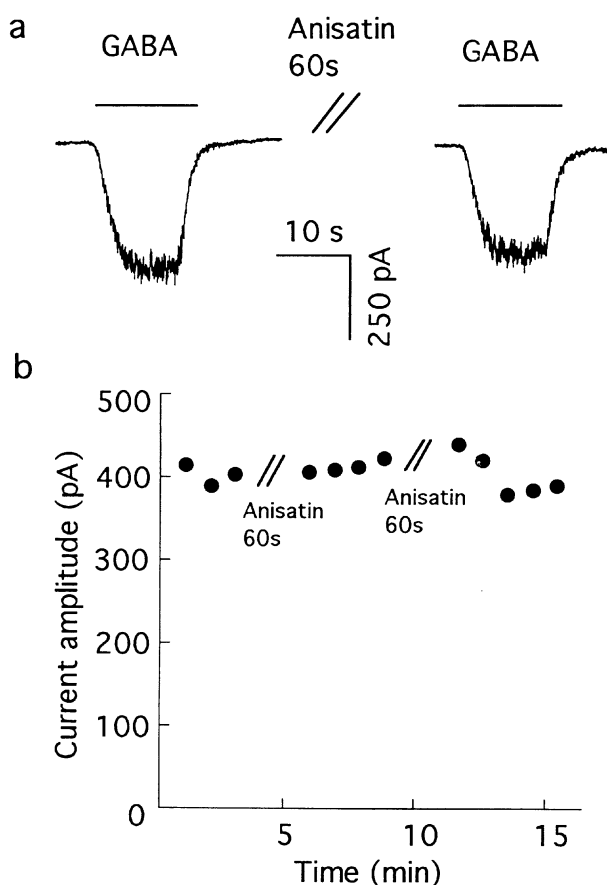 a
GABA
Anisatin
60s
GABA
10 s
250 pA
b
500
400
300
200
100
0
Current amplitude (pA)
Anisatin
60s
Anisatin
60s
5
10
15
Time (min)